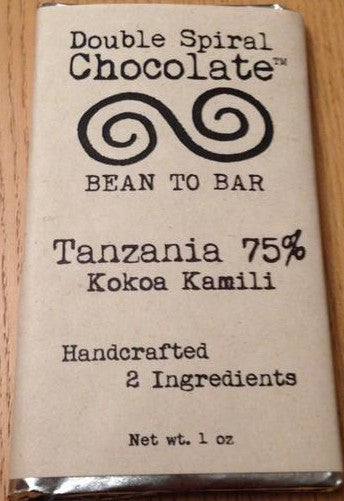 Double Spiral
Chocolate™
BEAN TO BAR
Tanzania 75%
Kokoa Kamili
Handcrafted
2 Ingredients
Net wt. 1 oz